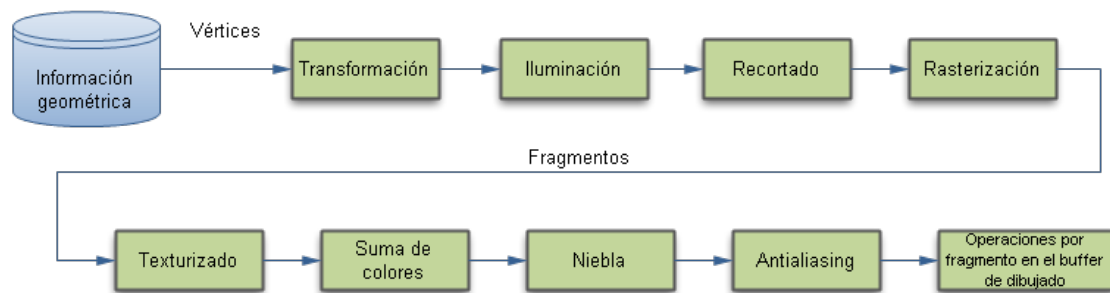 Vértices
Información
geométrica
Transformación
Iluminación
Recortado
Rasterización
Fragmentos
Texturizado
Suma de
colores
Niebla
Antialiasing
Operaciones por
fragmento en el buffer
de dibujado